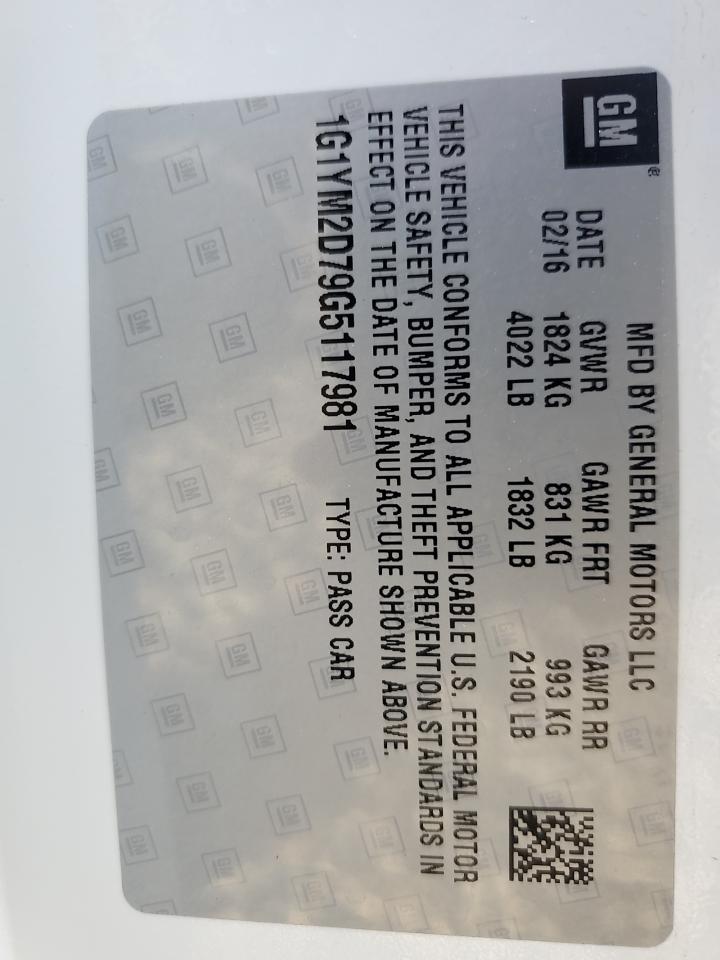 GM®
MFD BY GENERAL MOTORS LLC
DATE GVWR GAWR FRT GAWR RR
02/16 1824 KG 831 KG 993 KG
4022 LB 1832 LB 2190 LB
THIS VEHICLE CONFORMS TO ALL APPLICABLE U.S. FEDERAL MOTOR
VEHICLE SAFETY, BUMPER, AND THEFT PREVENTION STANDARDS IN
EFFECT ON THE DATE OF MANUFACTURE SHOWN ABOVE.
1G1YM2D79G5117981 TYPE: PASS CAR